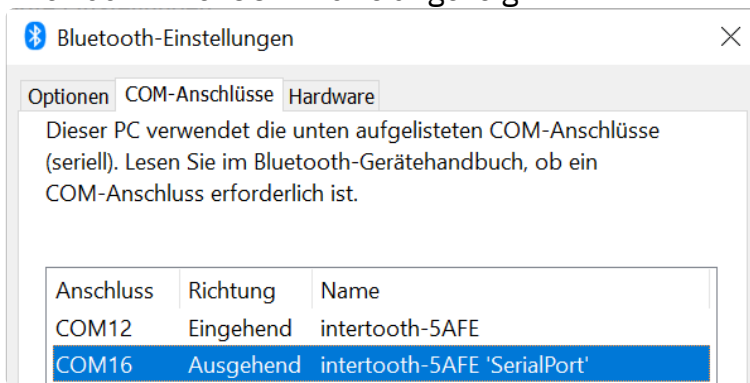 Bluetooth-Einstellungen
Optionen COM-Anschlüsse Hardware
Dieser PC verwendet die unten aufgelisteten COM-Anschlüsse
(seriell). Lesen Sie im Bluetooth-Gerätehandbuch, ob ein
COM-Anschluss erforderlich ist.
Anschluss Richtung Name
COM12 Eingehend intertooth-5AFE
COM16 Ausgehend intertooth-5AFE 'SerialPort'